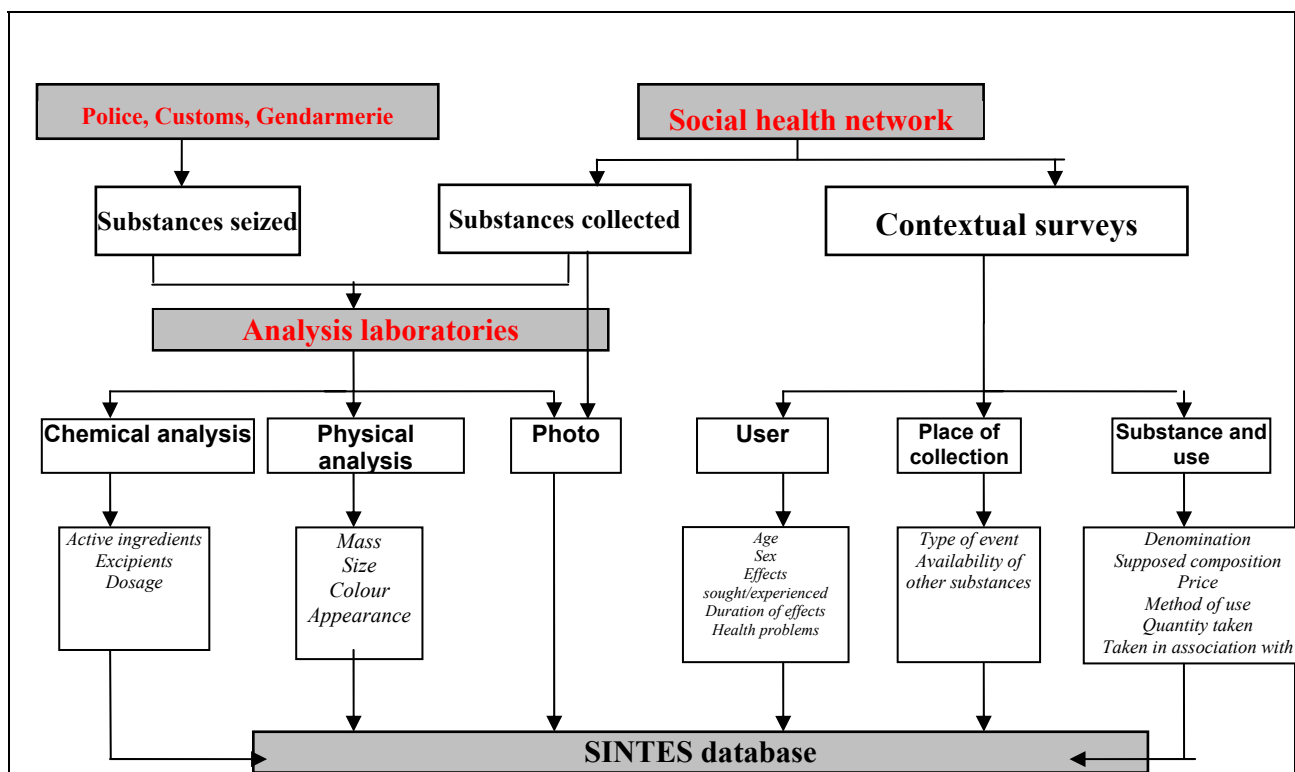 Police, Customs, Gendarmerie
Social health network
Substances seized
Substances collected
Contextual surveys
Analysis laboratories
Chemical analysis
Physical
analysis
Photo
User
Place of
collection
Substance and
use
Active ingredients
Excipients
Dosage
Mass
Size
Colour
Appearance
Age
Sex
Effects
sought/experienced
Duration of effects
Health problems
Type of event
Availability of
other substances
Denomination
Supposed composition
Price
Method of use
Quantity taken
Taken in association with
SINTES database